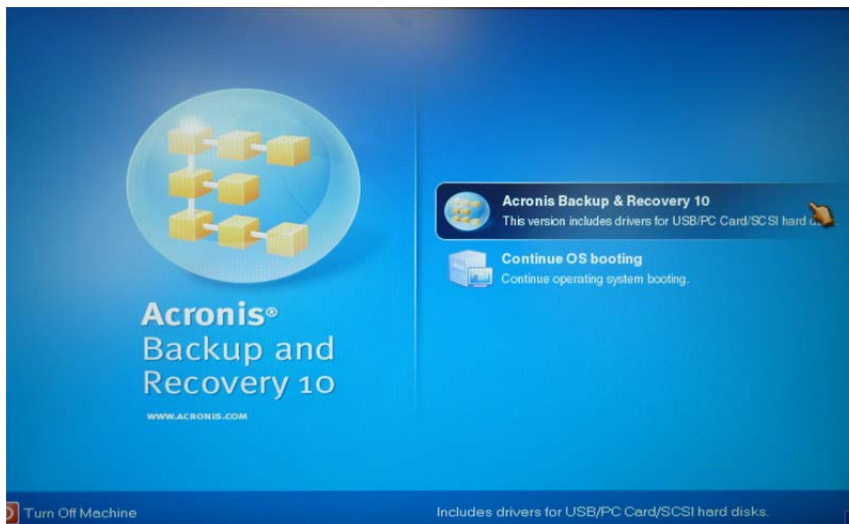 Acronis®
Backup and
Recovery 10
WWW.ACRONIS.COM
Acronis Backup & Recovery 10
This version includes drivers for USB/PC Card/SCSI hard
Continue OS booting
Continue operating system booting.
Turn Off Machine
Includes drivers for USB/PC Card/SCSI hard disks.